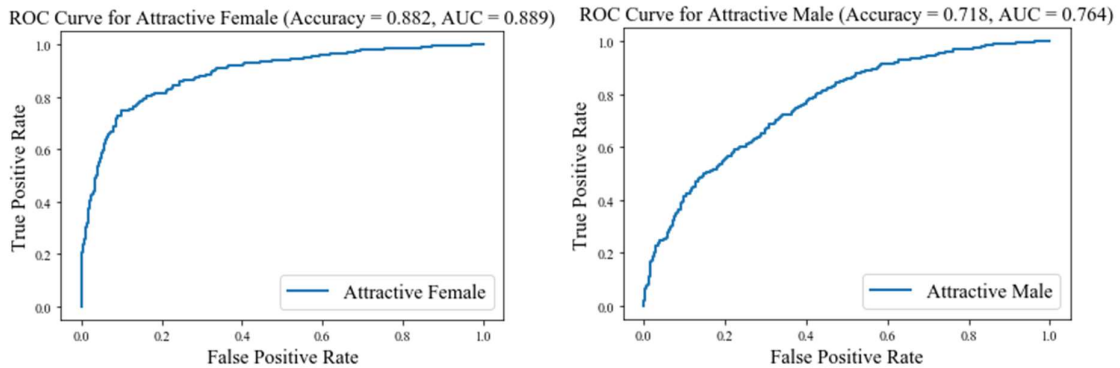 ROC Curve for Attractive Female (Accuracy = 0.882, AUC = 0.889)
1.0
0.8
0.6
0.4
0.2
0.0
True Positive Rate
Attractive Female
0.0 0.2 0.4 0.6 0.8 1.0
False Positive Rate
ROC Curve for Attractive Male (Accuracy = 0.718, AUC = 0.764)
1.0
0.8
0.6
0.4
0.2
0.0
True Positive Rate
Attractive Male
0.0 0.2 0.4 0.6 0.8 1.0
False Positive Rate